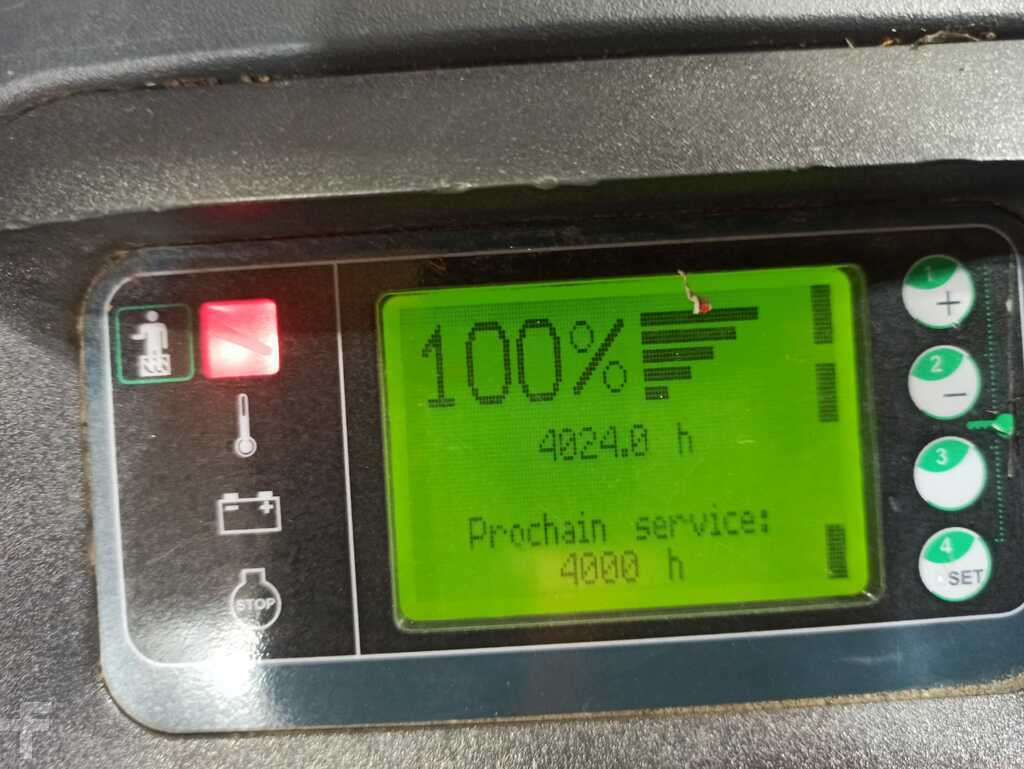 100%
4024.0 h
Prochain service:
4000 h
STOP
- +
1
+
2
-
3
4
SET
F